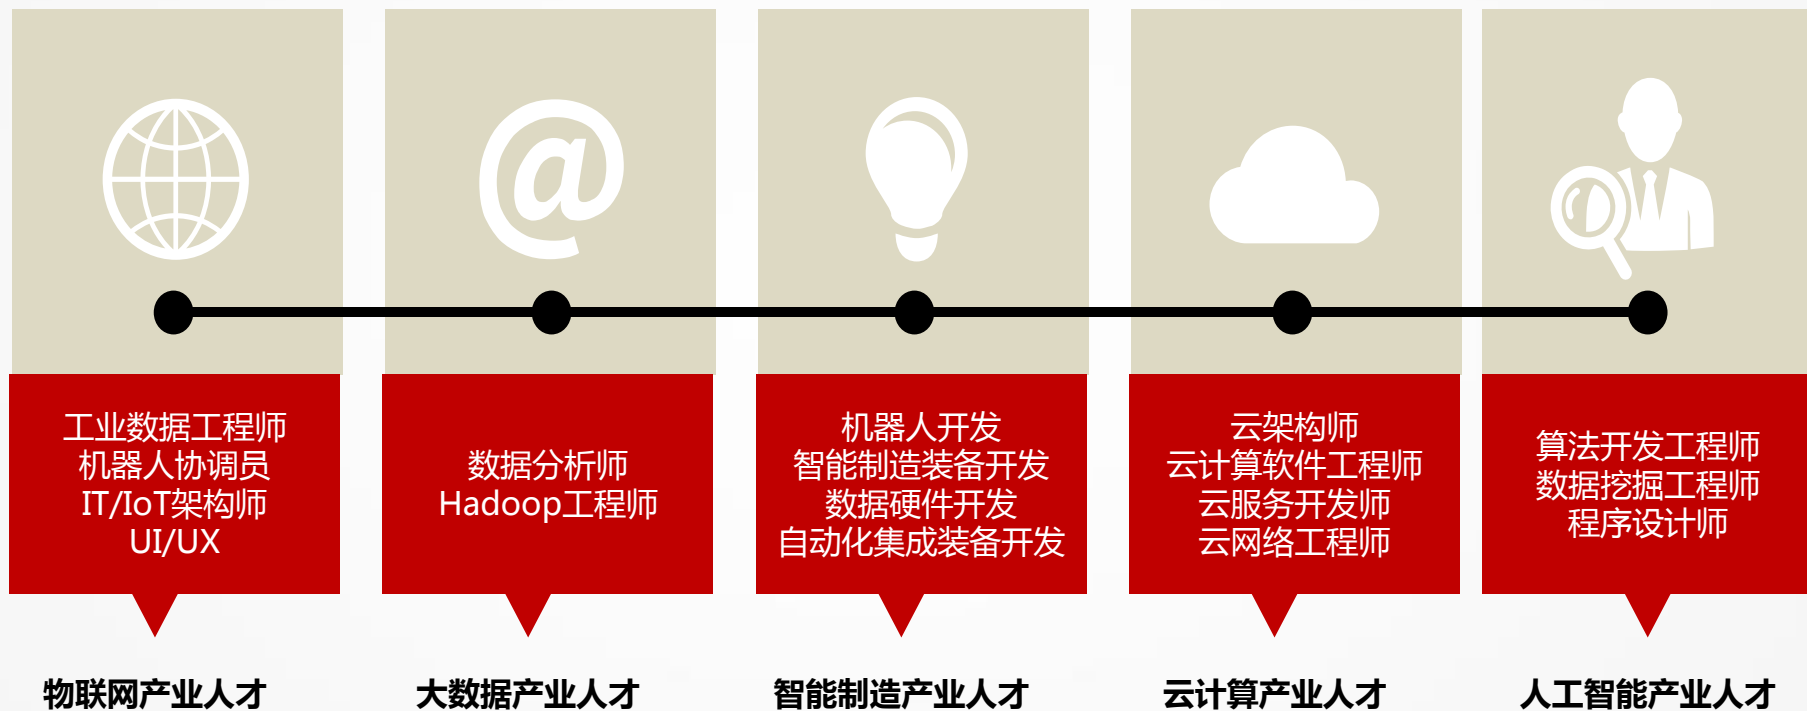 工业数据工程师
机器人协调员
IT/IoT架构师
UI/UX
物联网产业人才
数据分析师
Hadoop工程师
大数据产业人才
机器人开发
智能制造装备开发
数据硬件开发
自动化集成装备开发
智能制造产业人才
云架构师
云计算软件工程师
云服务开发师
云网络工程师
云计算产业人才
算法开发工程师
数据挖掘工程师
程序设计师
人工智能产业人才